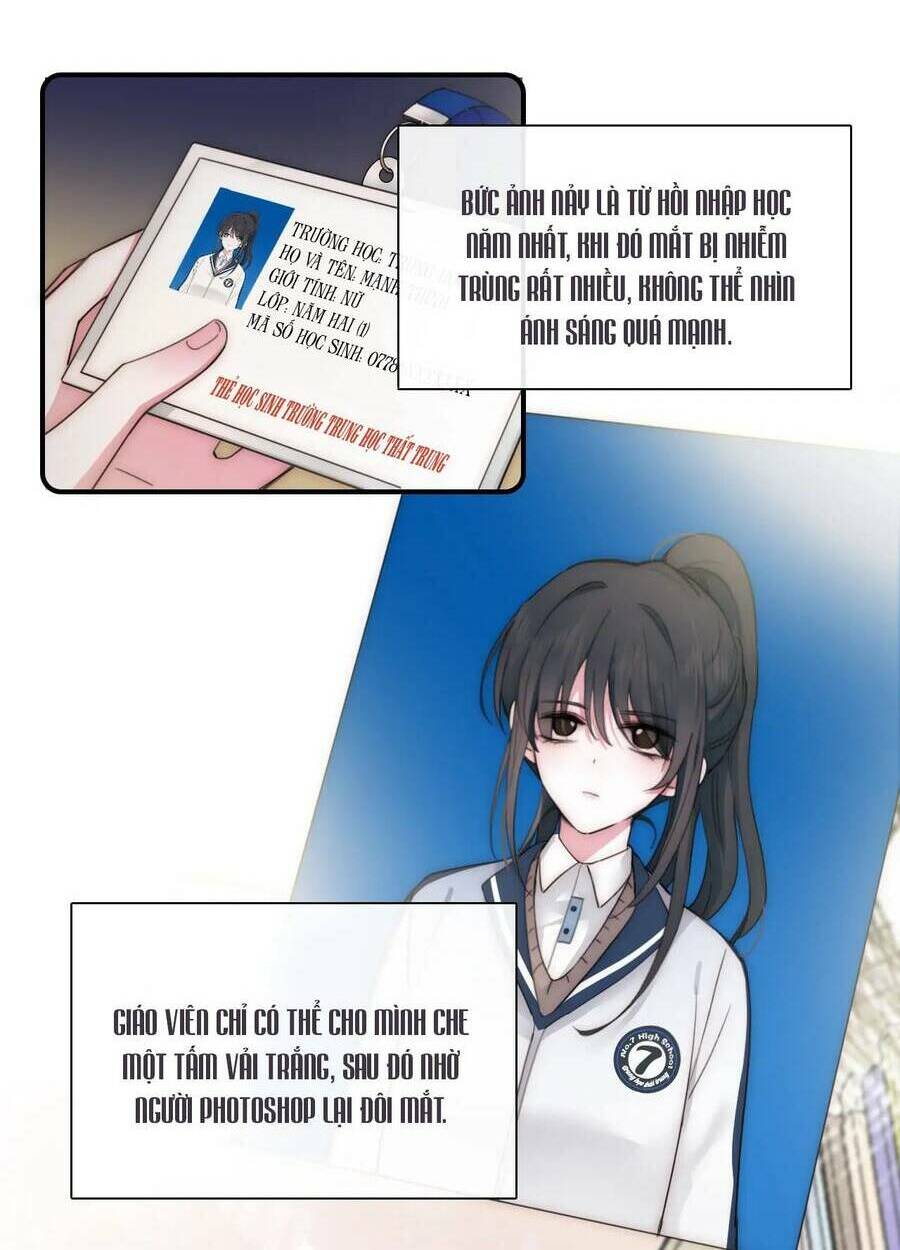 BỨC ẢNH NẢY LÀ TỪ HỒI NHẬP HỌC
NĂM NHẤT, KHI ĐÓ MẮT BỊ NHIỄM
TRÙNG RẤT NHIỀU, KHÔNG THỂ NHÌN
ÁNH SÁNG QUÁ MẠNH.
TRƯỜNG HỌC:
HỌ VÀ TÊN: MẠNH
GIỚI TÍNH: NỮ
LỚP: NĂM HAI (1)
MÃ SỐ HỌC SINH: 0778
THẺ HỌC SINH TRƯỜNG TRUNG HỌC THẤT TRUNG
No.7 High School
7
GIÁO VIÊN CHỈ CÓ THỂ CHO MÌNH CHE
MỘT TẤM VẢI TRẮNG, SAU ĐÓ NHỜ
NGƯỜI PHOTOSHOP LẠI ĐÔI MẮT.